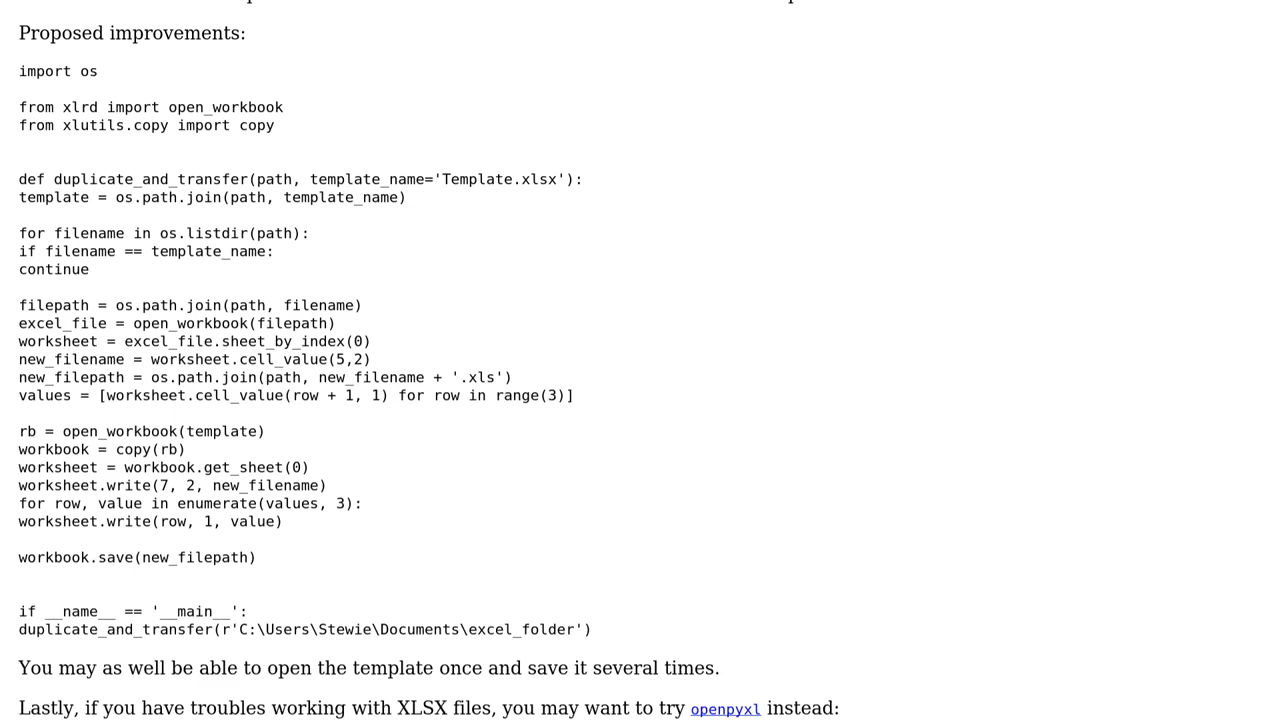 Proposed improvements:
import os
from xlrd import open_workbook
from xlutils.copy import copy
def duplicate_and_transfer(path, template_name='Template.xlsx'):
template = os.path.join(path, template_name)
for filename in os.listdir(path):
if filename == template_name:
continue
filepath = os.path.join(path, filename)
excel_file = open_workbook(filepath)
worksheet = excel_file.sheet_by_index(0)
new_filename = worksheet.cell_value(5,2)
new_filepath = os.path.join(path, new_filename + '.xls')
values = [worksheet.cell_value(row + 1, 1) for row in range(3)]
rb = open_workbook(template)
workbook = copy(rb)
worksheet = workbook.get_sheet(0)
worksheet.write(7, 2, new_filename)
for row, value in enumerate(values, 3):
worksheet.write(row, 1, value)
workbook.save(new_filepath)
if __name__ == '__main__':
duplicate_and_transfer(r'C:\Users\Stewie\Documents\excel_folder')
You may as well be able to open the template once and save it several times.
Lastly, if you have troubles working with XLSX files, you may want to try openpyxl instead: